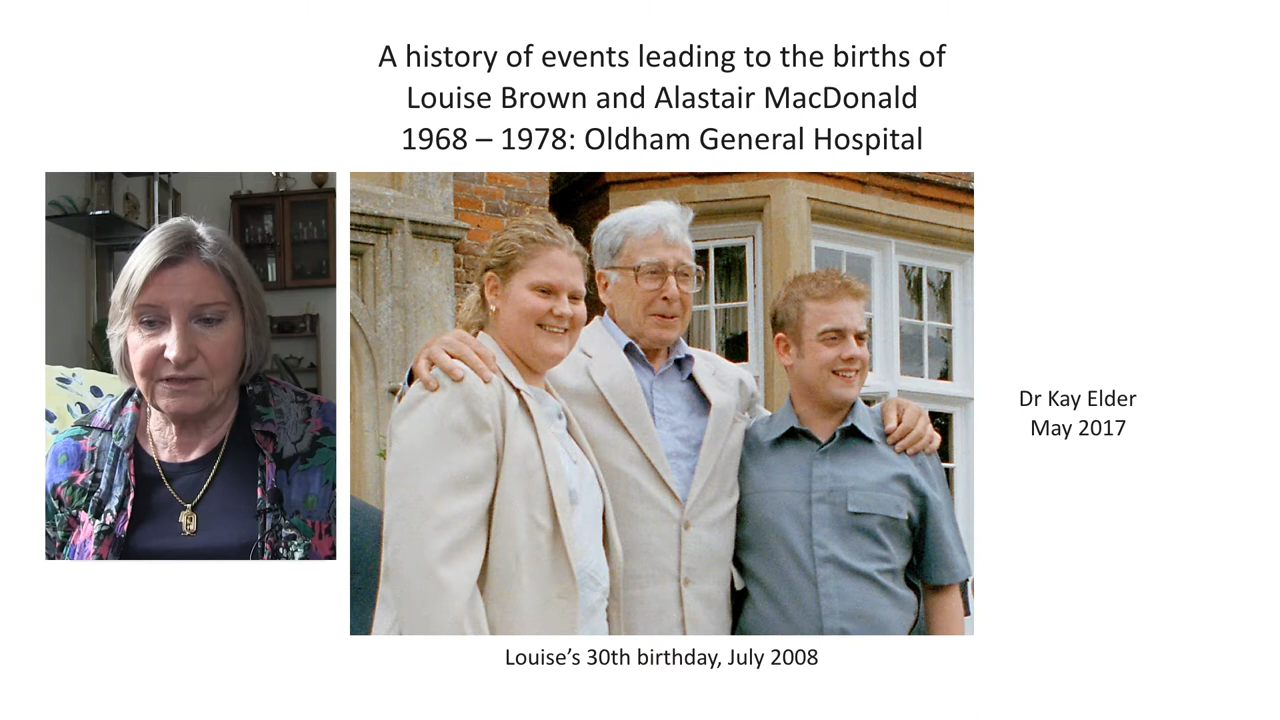 A history of events leading to the births of
Louise Brown and Alastair MacDonald
1968 – 1978: Oldham General Hospital
Dr Kay Elder
May 2017
Louise’s 30th birthday, July 2008